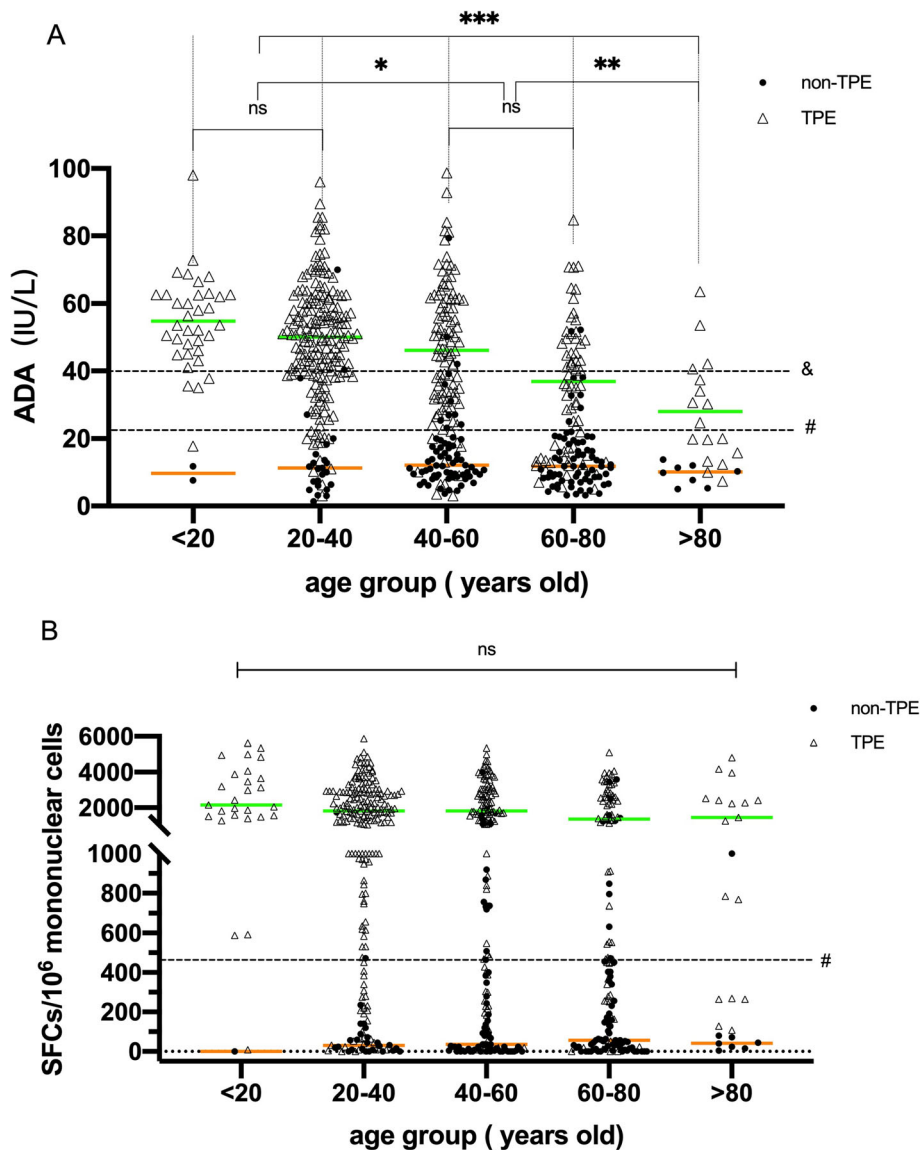 A
***
*
**
ns
ns
non-TPE
TPE
100
80
60
40
20
0
ADA (IU/L)
&
#
<20
20-40
40-60
60-80
>80
age group ( years old)
B
ns
non-TPE
TPE
6000
4000
2000
1000
800
600
400
200
0
SFCs/10⁶ mononuclear cells
#
<20
20-40
40-60
60-80
>80
age group ( years old)